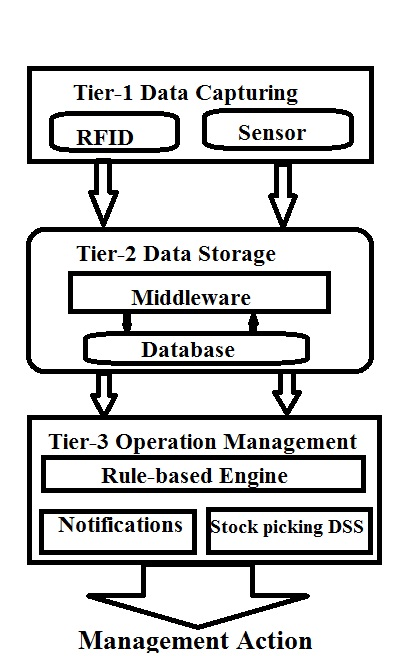 Tier-1 Data Capturing
RFID
Sensor
Tier-2 Data Storage
Middleware
Database
Tier-3 Operation Management
Rule-based Engine
Notifications
Stock picking DSS
Management Action